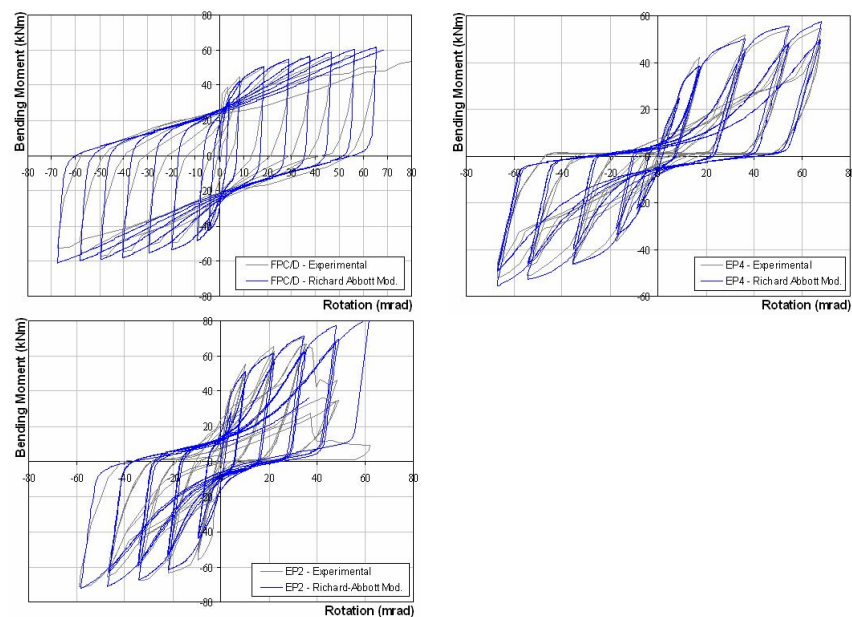 Bending Moment (kNm)
80
60
40
20
0
-80 -70 -60 -50 -40 -30 -20 -10 0 10 20 30 40 50 60 70 80
-20
-40
-60
-80
FPC/D - Experimental
FPC/D - Richard Abbott Mod.
Rotation (mrad)
Bending Moment (kNm)
60
40
20
0
-80 -60 -40 -20 0 20 40 60 80
-20
-40
-60
EP4 - Experimental
EP4 - Richard Abbott Mod.
Rotation (mrad)
Bending Moment (kNm)
80
60
40
20
0
-80 -60 -40 -20 0 20 40 60 80
-20
-40
-60
-80
EP2 - Experimental
EP2 - Richard-Abbott Mod.
Rotation (mrad)